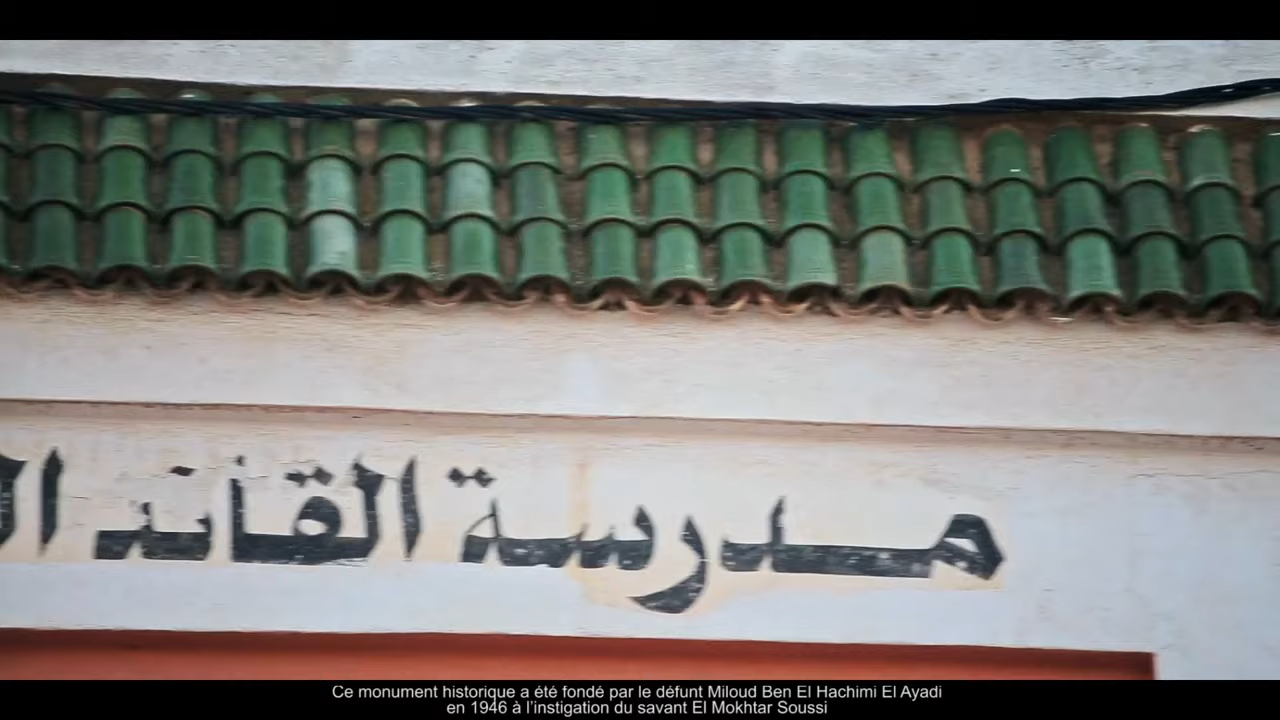 مدرسة القائد
Ce monument historique a été fondé par le défunt Miloud Ben El Hachimi El Ayadi
en 1946 à l'instigation du savant El Mokhtar Soussi